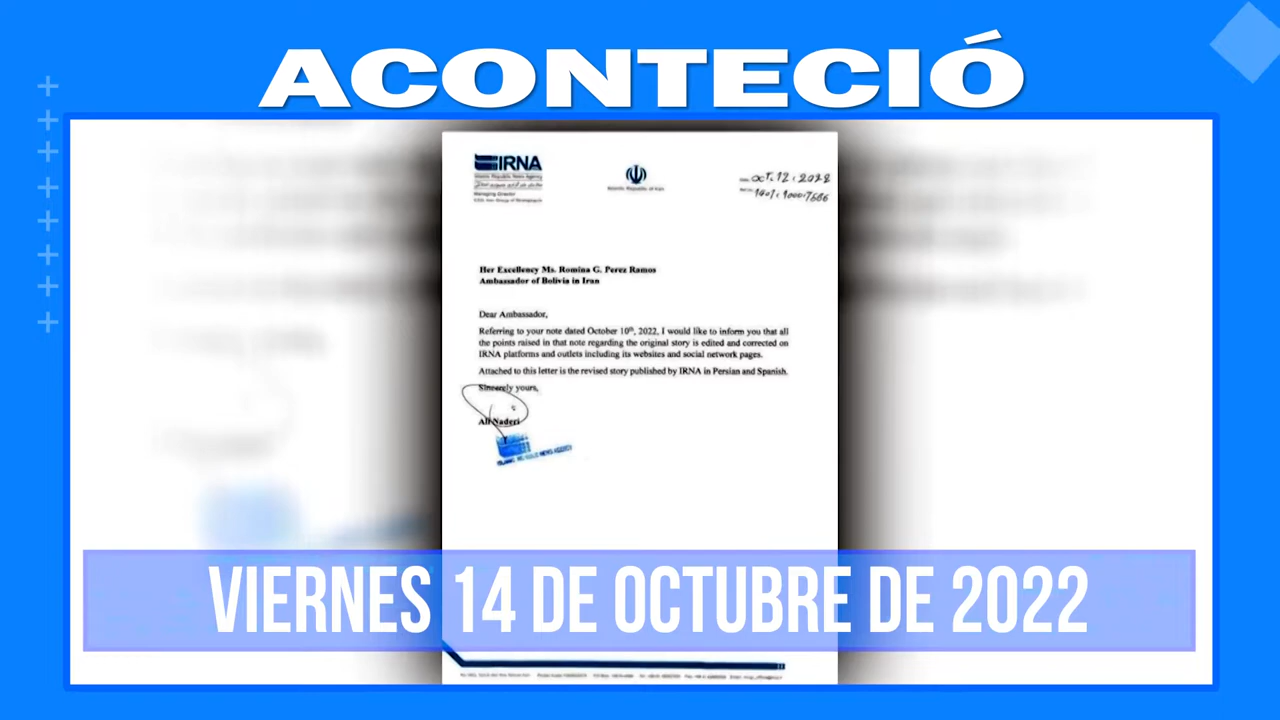 ACONTECIÓ
IRNA
Islamic Republic News Agency
Managing Director
Islamic Republic of Iran
OCT. 12. 2022
Her Excellency Ms. Romina G. Perez Ramos
Ambassador of Bolivia in Iran
Dear Ambassador,
Referring to your note dated October 10th, 2022, I would like to inform you that all
the points raised in that note regarding the original story is edited and corrected on
IRNA platforms and outlets including its websites and social network pages.
Attached to this letter is the revised story published by IRNA in Persian and Spanish.
Sincerely yours,
Ali Naderi
VIERNES 14 DE OCTUBRE DE 2022